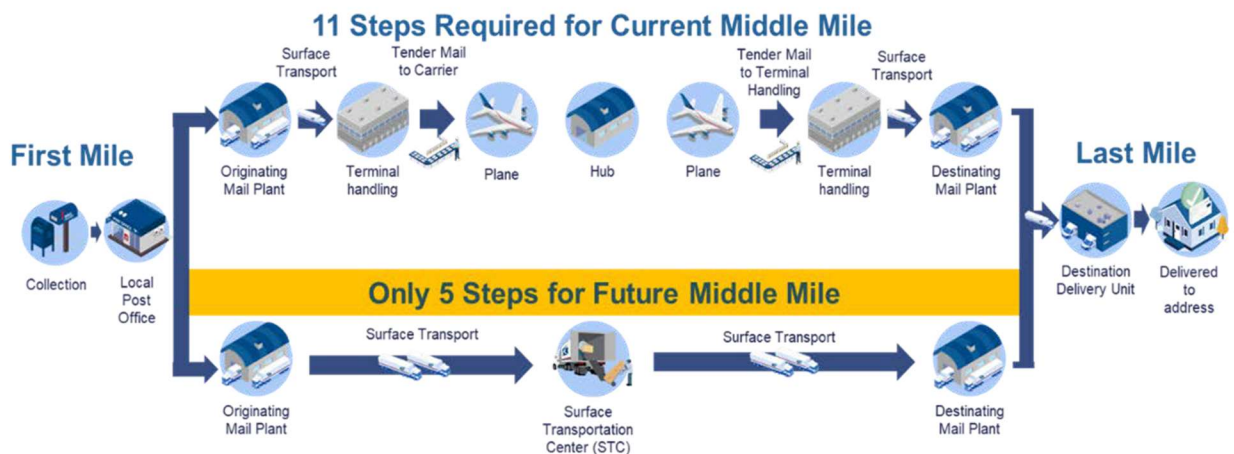 11 Steps Required for Current Middle Mile
Surface
Transport
Tender Mail
to Carrier
Tender Mail
to Terminal
Handling
Surface
Transport
Originating
Mail Plant
Terminal
handling
Plane
Hub
Plane
Terminal
handling
Destinating
Mail Plant
First Mile
Collection
Local
Post
Office
Last Mile
Destination
Delivery Unit
Delivered
to
address
Only 5 Steps for Future Middle Mile
Surface Transport
Surface Transport
Originating
Mail Plant
Surface
Transportation
Center (STC)
Destinating
Mail Plant